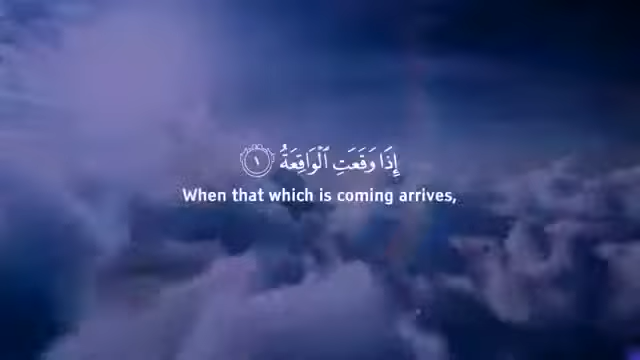 إِذَا وَقَعَتِ ٱلْوَاقِعَةُ ١
When that which is coming arrives,